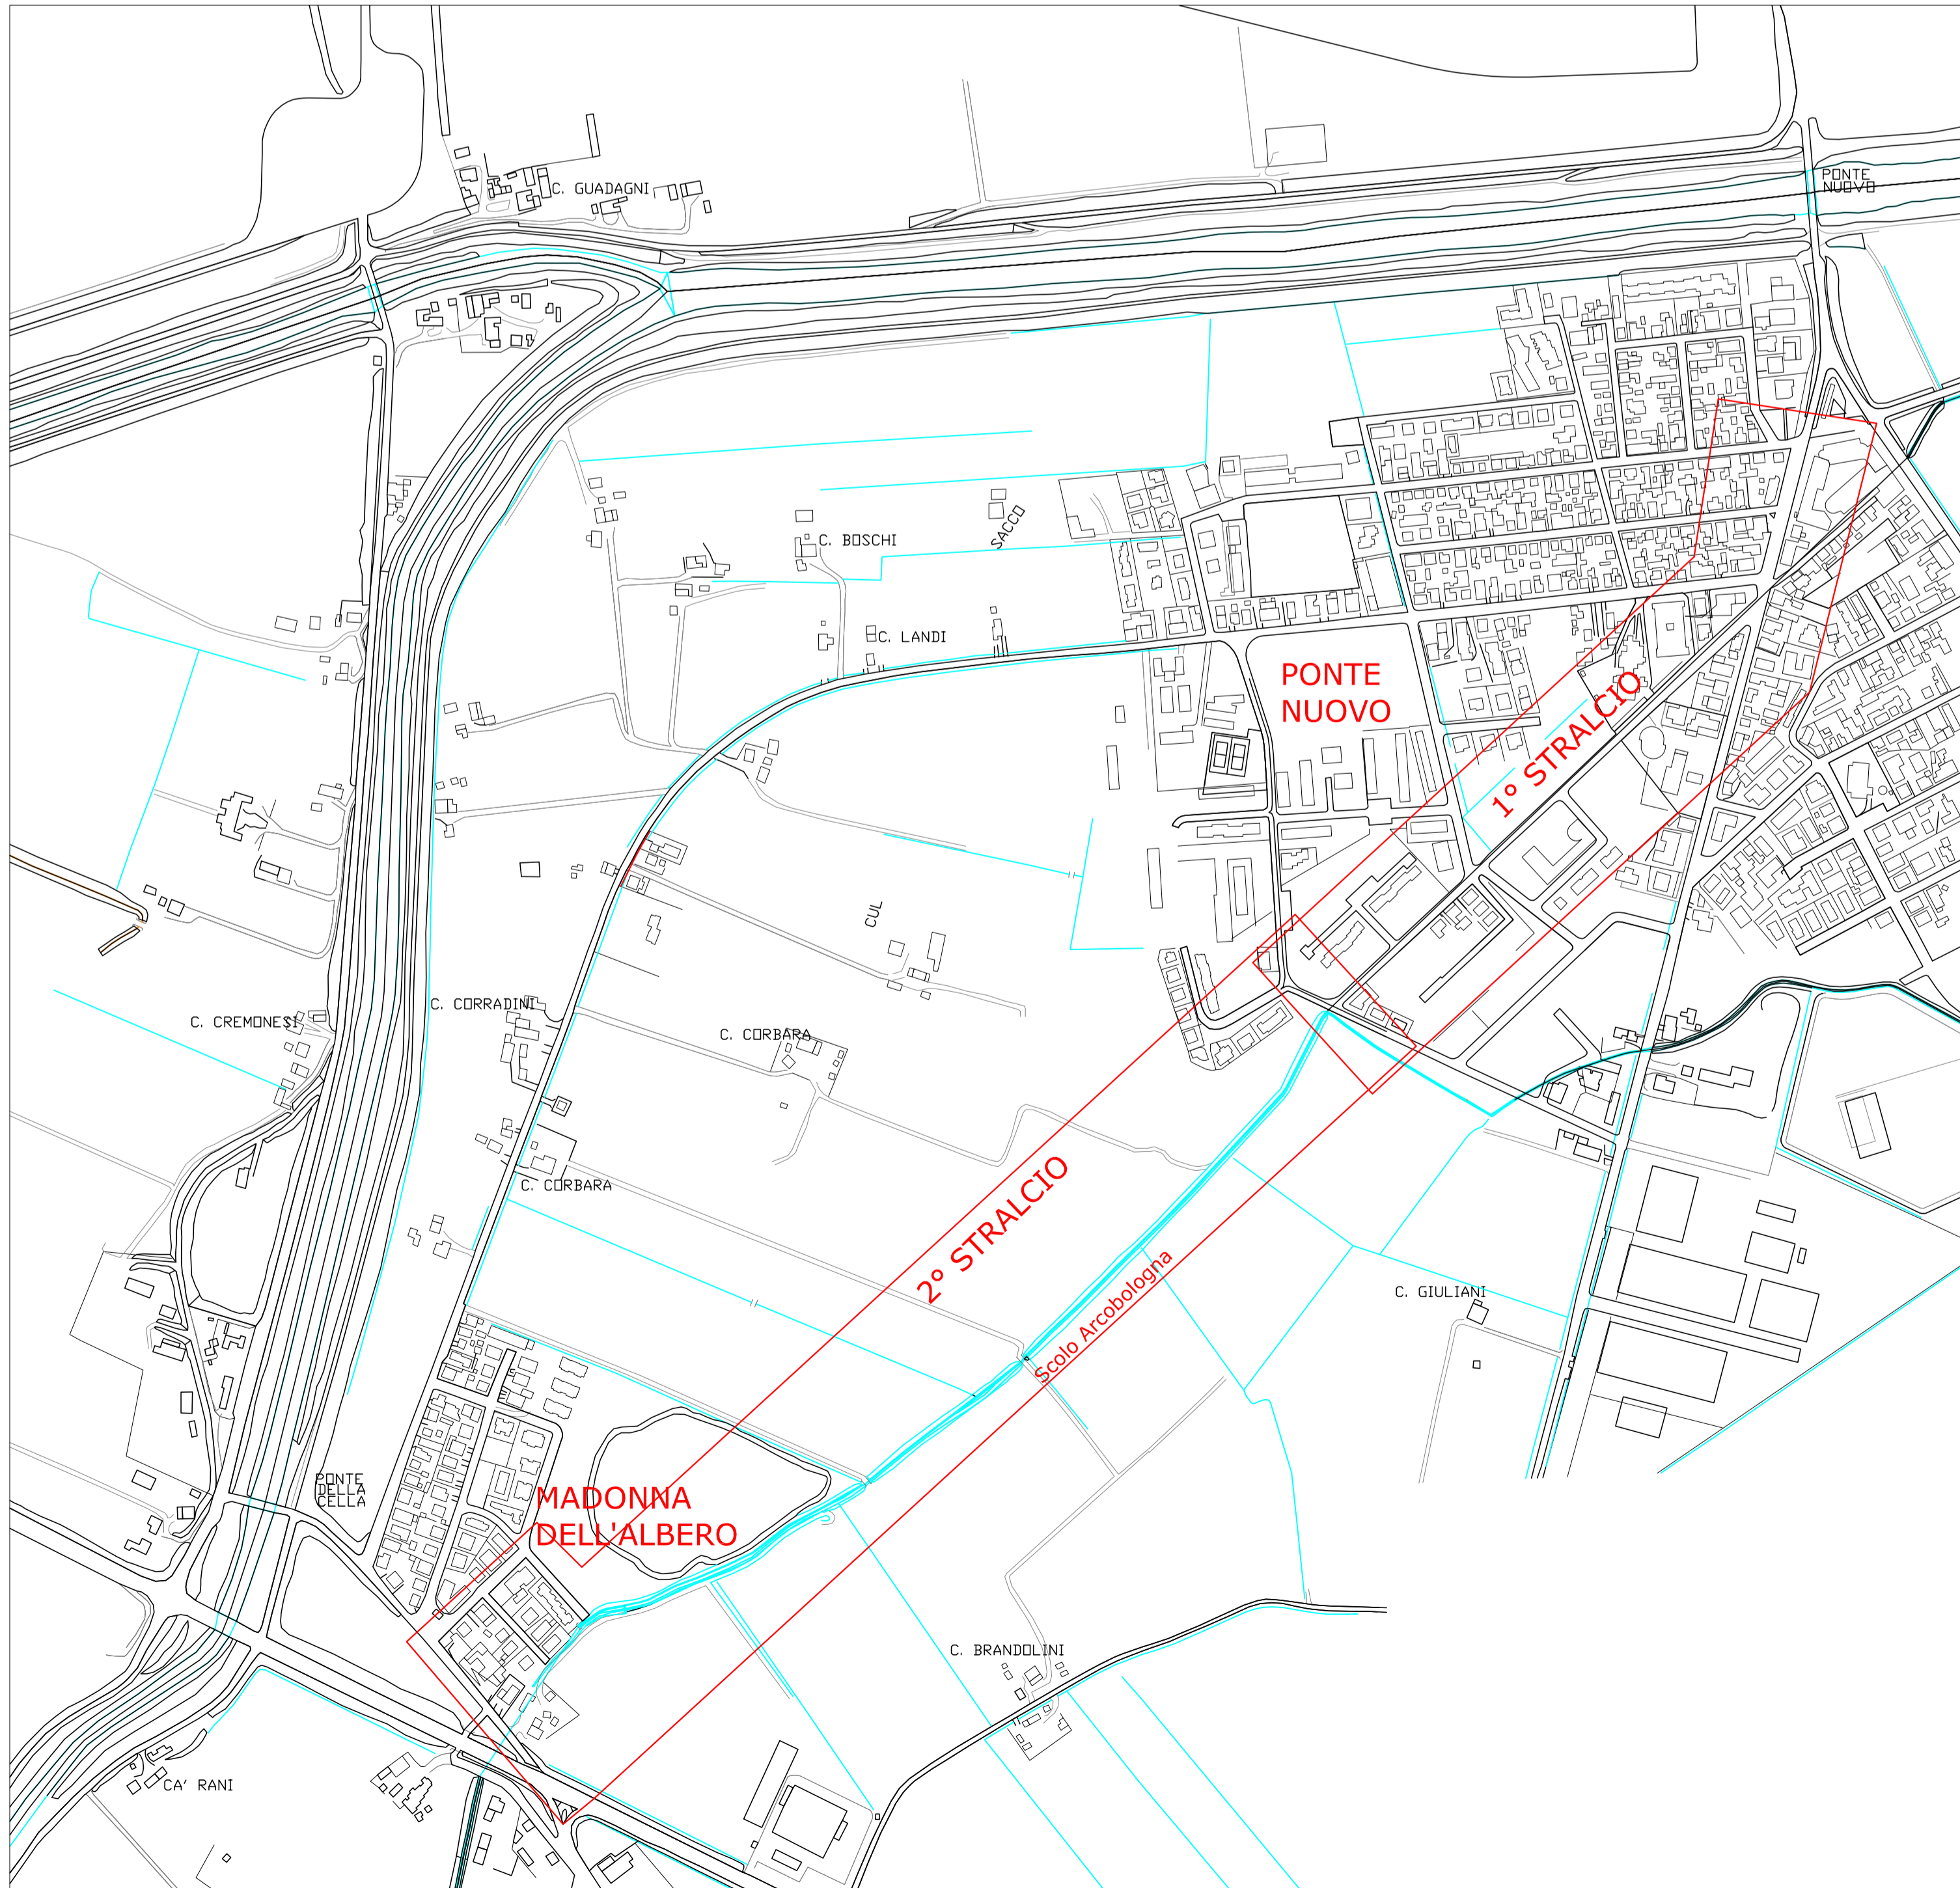 PONTE
NUOVO
C. GUADAGNI
C. BOSCHI
SACCO
C. LANDI
PONTE
NUOVO
1° STRALCIO
CUL
C. CORRADINI
C. CREMONESI
C. CORBARA
C. CORBARA
2° STRALCIO
Scolo Arcobologna
C. GIULIANI
PONTE
DELLA
CELLA
MADONNA
DELL'ALBERO
C. BRANDOLINI
CA' RANI